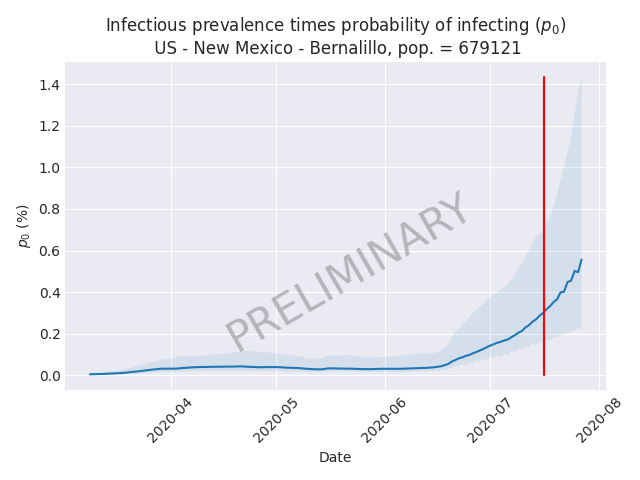 Infectious prevalence times probability of infecting (p₀)
US - New Mexico - Bernalillo, pop. = 679121
1.4
1.2
1.0
0.8
0.6
0.4
0.2
0.0
p₀ (%)
PRELIMINARY
2020-04
2020-05
2020-06
2020-07
2020-08
Date